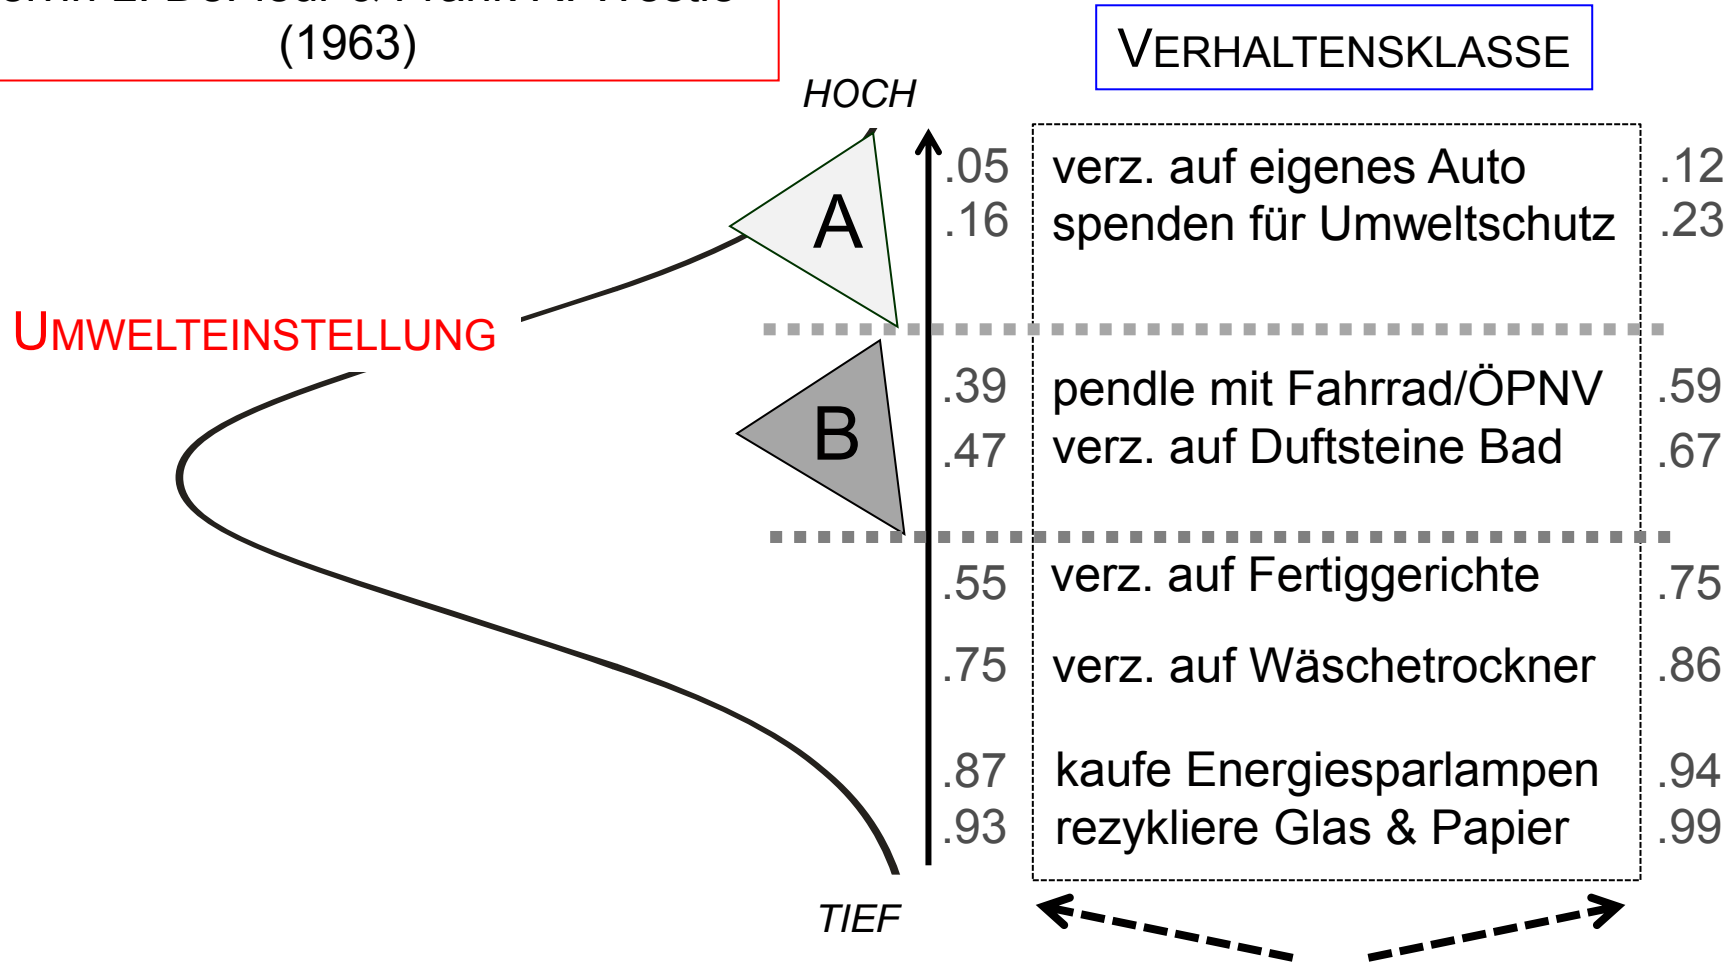 (1963)
VERHALTENSKLASSE
HOCH
.05 verz. auf eigenes Auto .12
A
.16 spenden für Umweltschutz .23
UMWELTEINSTELLUNG
.39 pendle mit Fahrrad/ÖPNV .59
B
.47 verz. auf Duftsteine Bad .67
.55 verz. auf Fertiggerichte .75
.75 verz. auf Wäschetrockner .86
.87 kaufe Energiesparlampen .94
.93 rezykliere Glas & Papier .99
TIEF